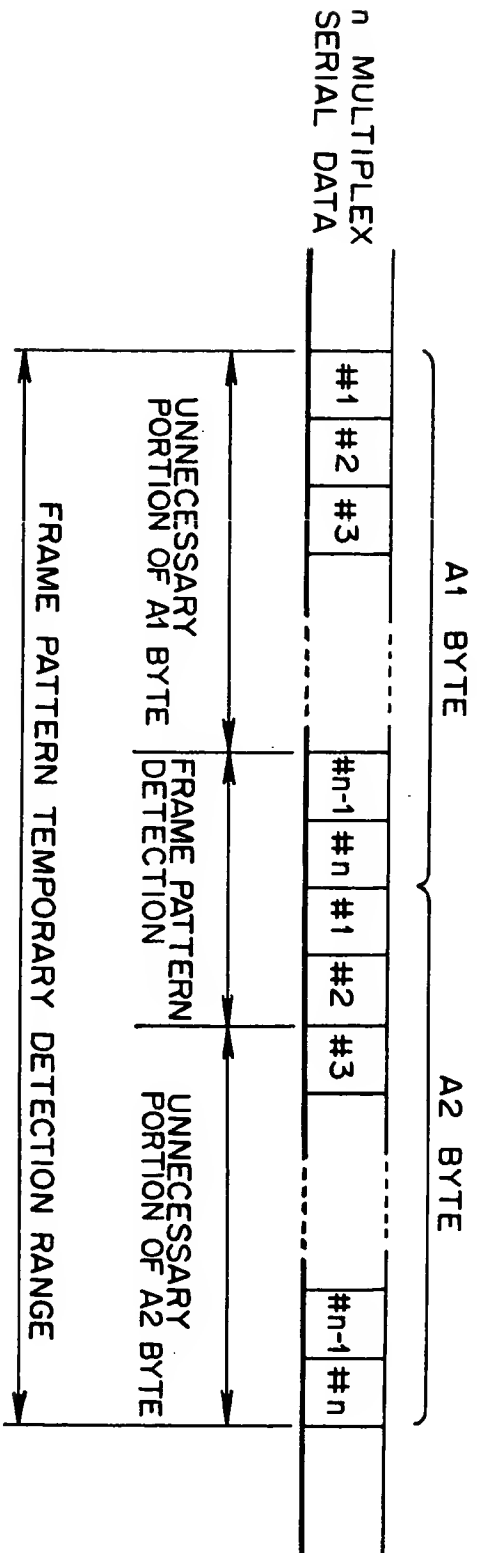 n MULTIPLEX
SERIAL DATA
A1 BYTE
A2 BYTE
#1 #2 #3 #n-1 #n #1 #2 #3 #n-1 #n
UNNECESSARY
PORTION OF A1 BYTE
FRAME PATTERN
DETECTION
UNNECESSARY
PORTION OF A2 BYTE
FRAME PATTERN TEMPORARY DETECTION RANGE